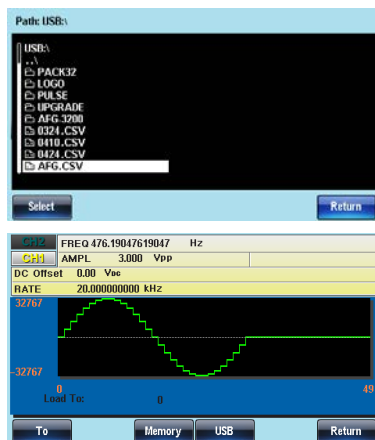 Path: USB:\
USB:\
..\
PACK32
LOGO
PULSE
UPGRADE
AFG-3200
0324.CSV
0410.CSV
0424.CSV
AFG.CSV
Select Return
CH2 FREQ 476.19047619047 Hz
CH1 AMPL 3.000 Vpp
DC Offset 0.00 VDC
RATE 20.000000000 kHz
32767
-32767
0 49
Load To: 0
To Memory USB Return